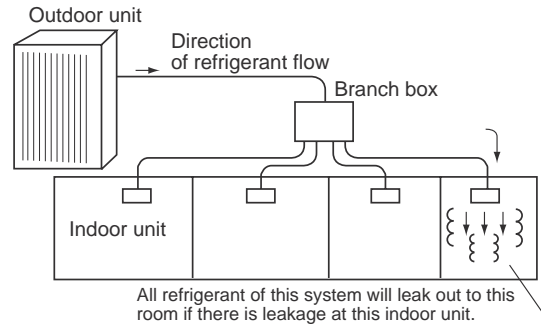 Outdoor unit
Direction
of refrigerant flow
Branch box
Indoor unit
All refrigerant of this system will leak out to this
room if there is leakage at this indoor unit.